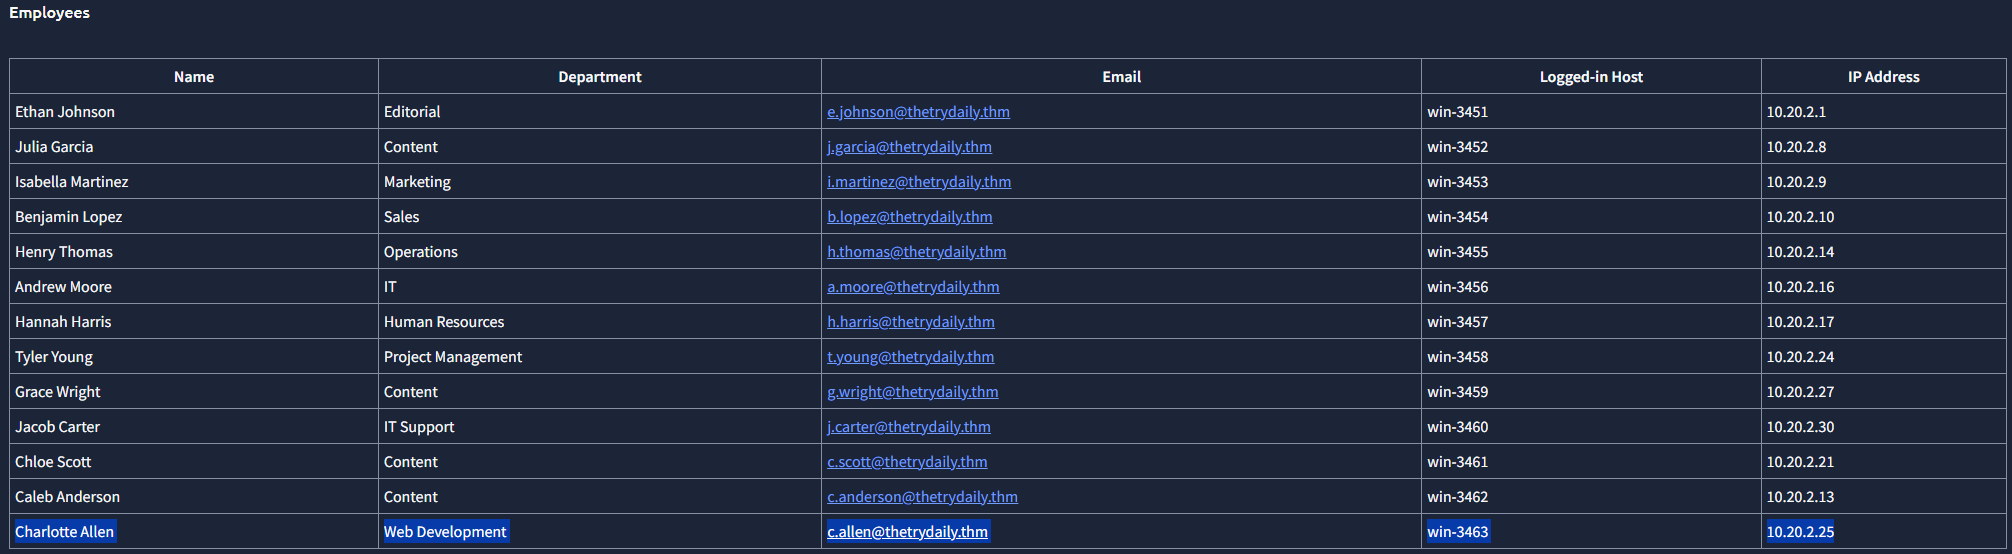 Employees
Name Department Email Logged-in Host IP Address
Ethan Johnson Editorial e.johnson@thetrydaily.thm win-3451 10.20.2.1
Julia Garcia Content j.garcia@thetrydaily.thm win-3452 10.20.2.8
Isabella Martinez Marketing i.martinez@thetrydaily.thm win-3453 10.20.2.9
Benjamin Lopez Sales b.lopez@thetrydaily.thm win-3454 10.20.2.10
Henry Thomas Operations h.thomas@thetrydaily.thm win-3455 10.20.2.14
Andrew Moore IT a.moore@thetrydaily.thm win-3456 10.20.2.16
Hannah Harris Human Resources h.harris@thetrydaily.thm win-3457 10.20.2.17
Tyler Young Project Management t.young@thetrydaily.thm win-3458 10.20.2.24
Grace Wright Content g.wright@thetrydaily.thm win-3459 10.20.2.27
Jacob Carter IT Support j.carter@thetrydaily.thm win-3460 10.20.2.30
Chloe Scott Content c.scott@thetrydaily.thm win-3461 10.20.2.21
Caleb Anderson Content c.anderson@thetrydaily.thm win-3462 10.20.2.13
Charlotte Allen Web Development c.allen@thetrydaily.thm win-3463 10.20.2.25